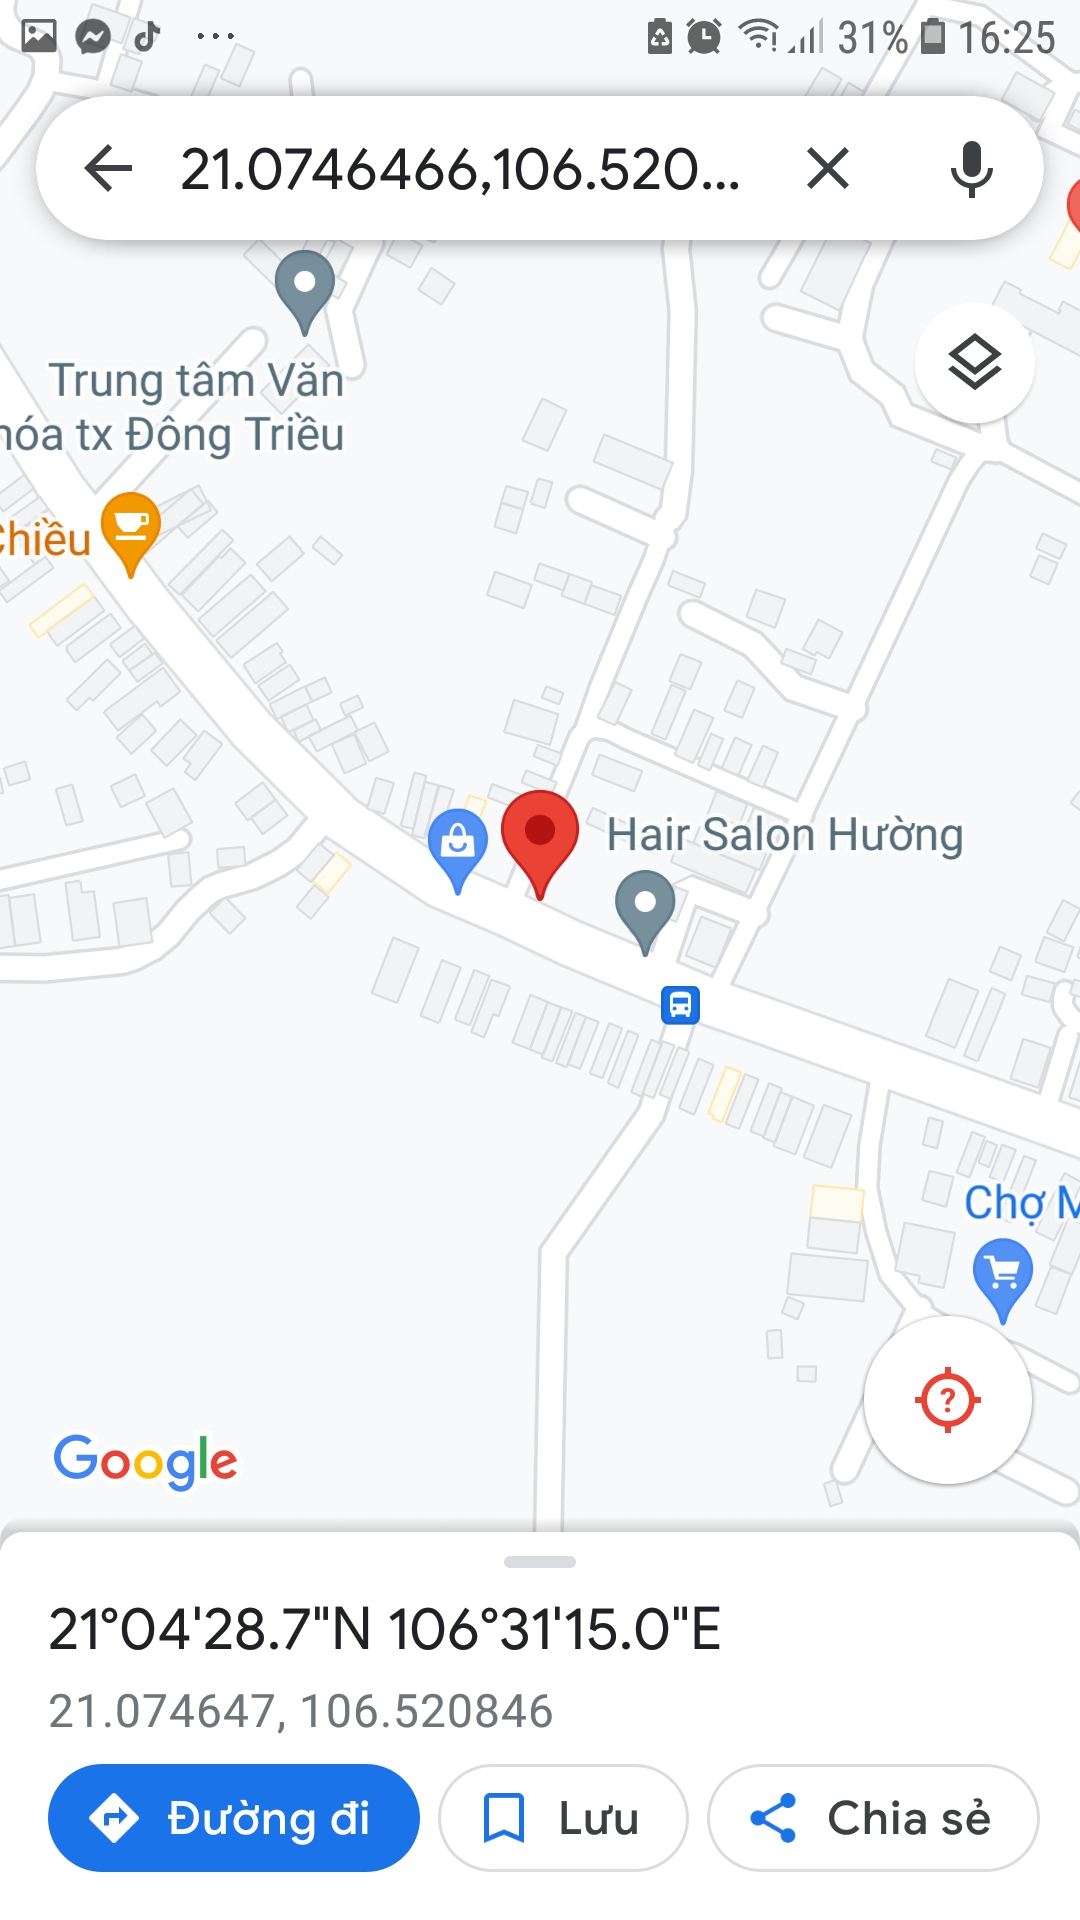 31% 16:25
21.0746466,106.520...
Trung tâm Văn
hóa tx Đông Triều
Chiều
Hair Salon Hường
Chợ M
Google
21°04'28.7"N 106°31'15.0"E
21.074647, 106.520846
Đường đi
Lưu
Chia sẻ